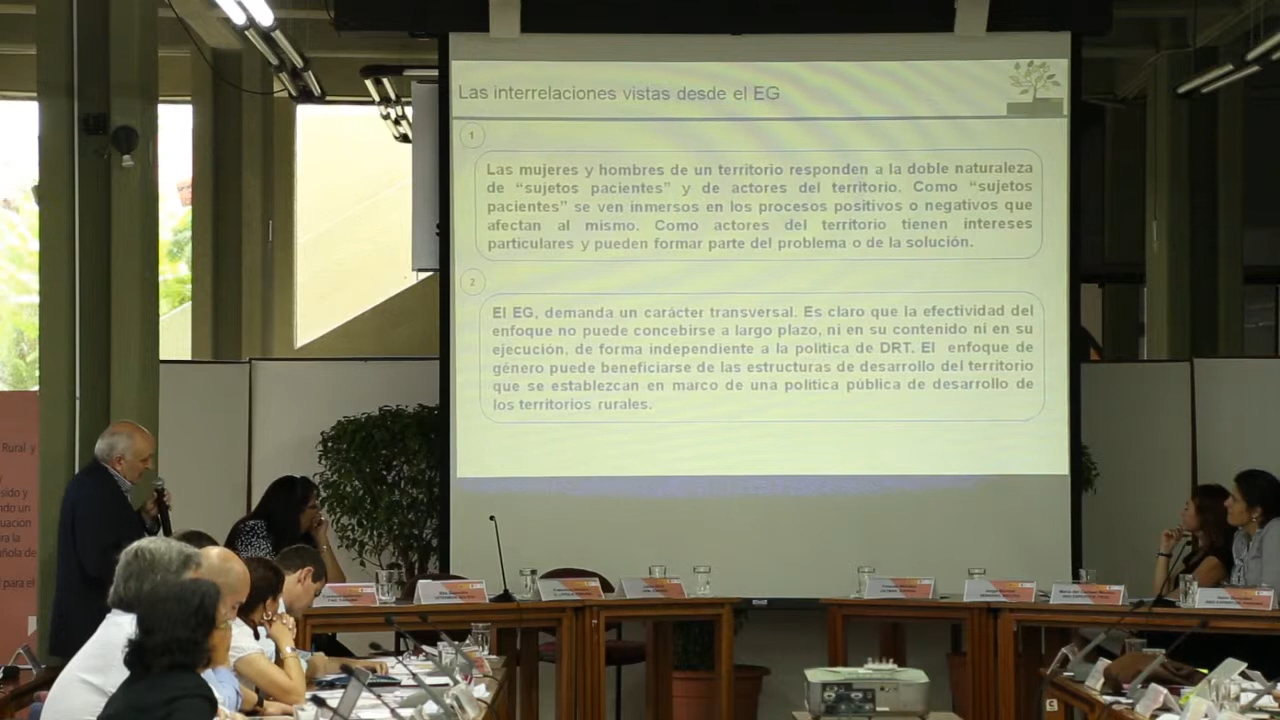 Las interrelaciones vistas desde el EG
1
Las mujeres y hombres de un territorio responden a la doble naturaleza
de “sujetos pacientes” y de actores del territorio. Como “sujetos
pacientes” se ven inmersos en los procesos positivos o negativos que
afectan al mismo. Como actores del territorio tienen intereses
particulares y pueden formar parte del problema o de la solución.
2
El EG, demanda un carácter transversal. Es claro que la efectividad del
enfoque no puede concebirse a largo plazo, ni en su contenido ni en su
ejecución, de forma independiente a la política de DRT. El enfoque de
género puede beneficiarse de las estructuras de desarrollo del territorio
que se establezcan en marco de una política pública de desarrollo de
los territorios rurales.
Rural y
sido y
ndo un
uación
ra la
ñola de
para el